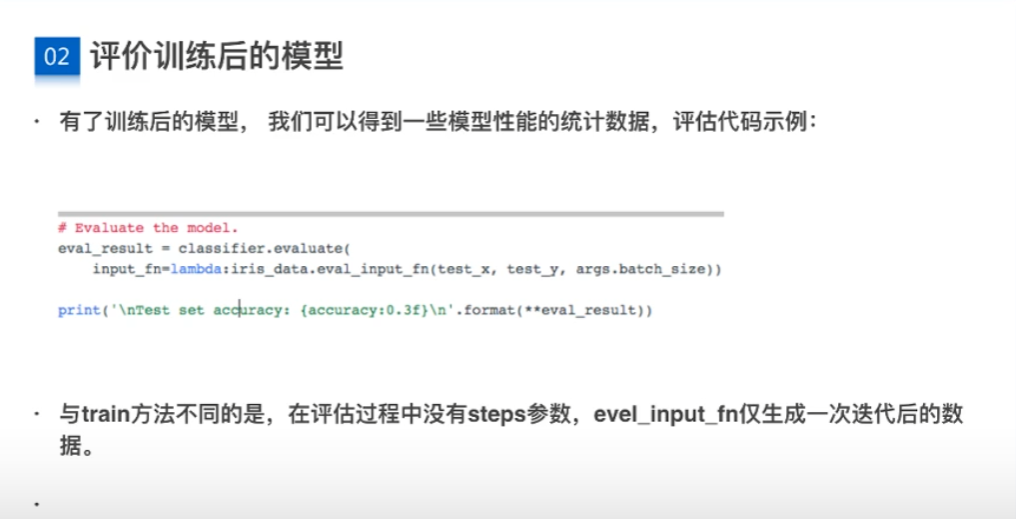 02 评价训练后的模型
· 有了训练后的模型， 我们可以得到一些模型性能的统计数据，评估代码示例：
# Evaluate the model.
eval_result = classifier.evaluate(
    input_fn=lambda:iris_data.eval_input_fn(test_x, test_y, args.batch_size))
print('\nTest set accuracy: {accuracy:0.3f}\n'.format(**eval_result))
· 与train方法不同的是，在评估过程中没有steps参数，evel_input_fn仅生成一次迭代后的数
据。
·